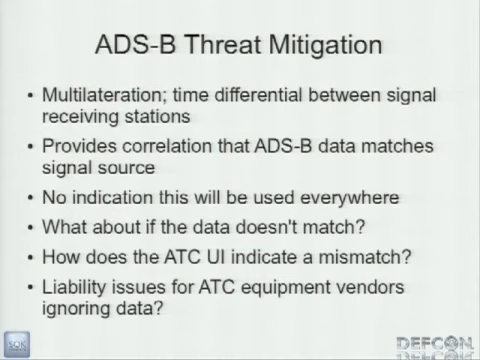 ADS-B Threat Mitigation
• Multilateration; time differential between signal
receiving stations
• Provides correlation that ADS-B data matches
signal source
• No indication this will be used everywhere
• What about if the data doesn't match?
• How does the ATC UI indicate a mismatch?
• Liability issues for ATC equipment vendors
ignoring data?
DEFCON